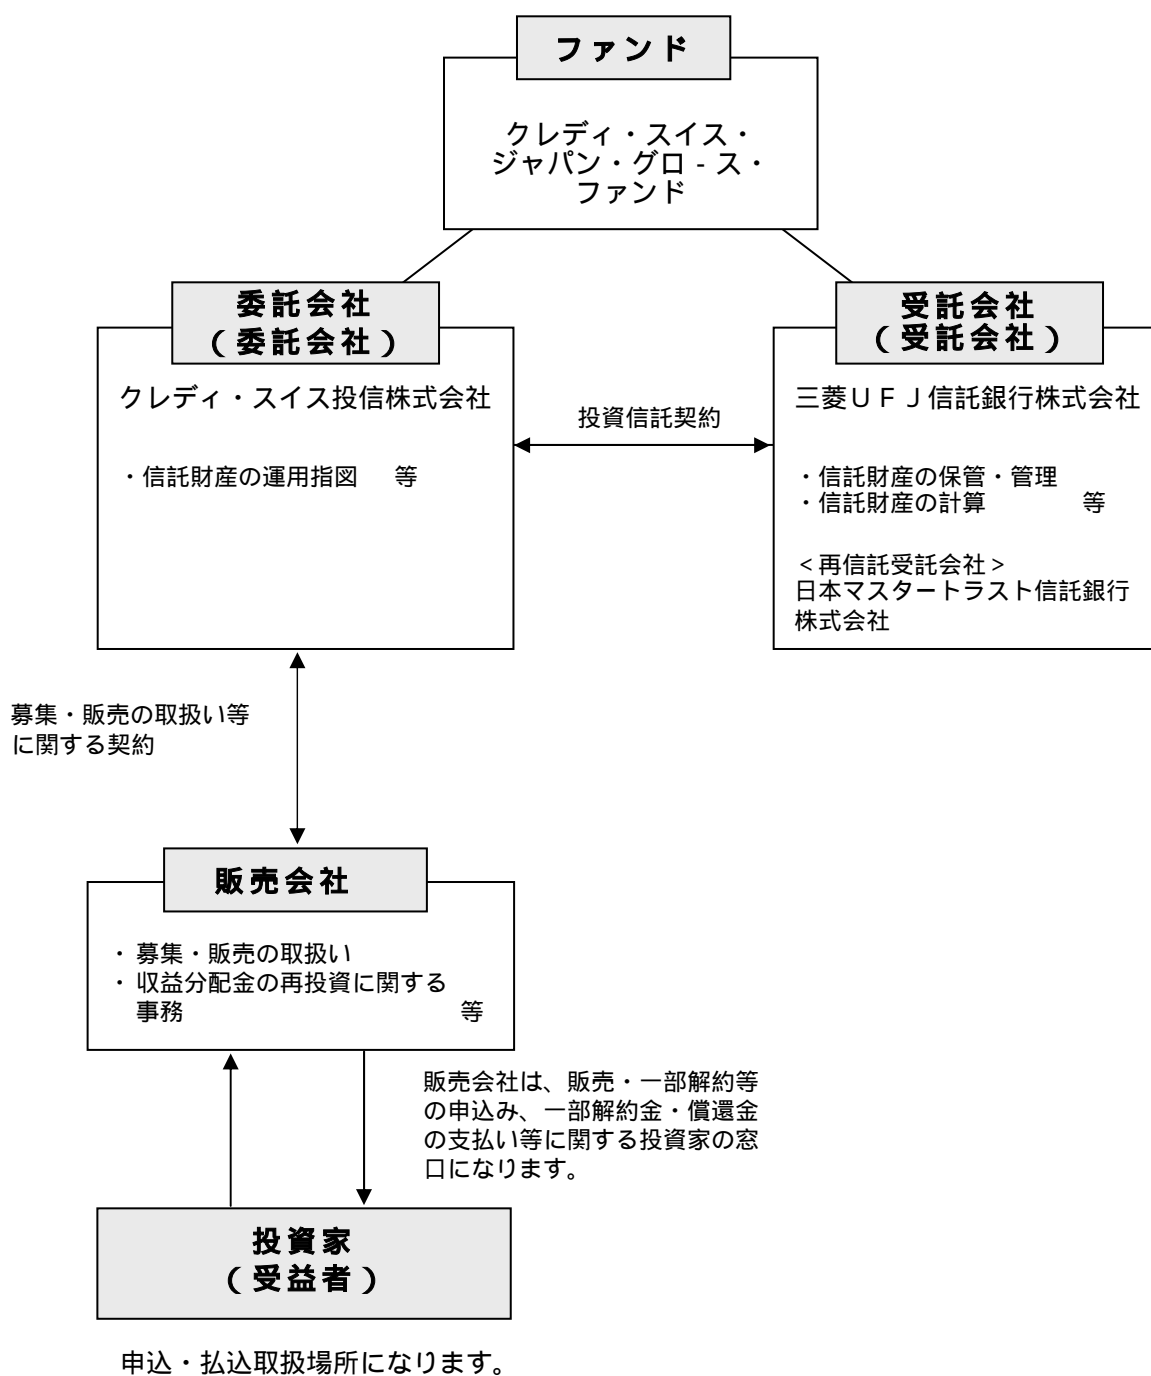 ファンド
クレディ・スイス・
ジャパン・グロ‐ス・
ファンド
委託会社
（委託会社）
クレディ・スイス投信株式会社
・信託財産の運用指図　等
投資信託契約
受託会社
（受託会社）
三菱ＵＦＪ信託銀行株式会社
・信託財産の保管・管理
・信託財産の計算　　　　等
＜再信託受託会社＞
日本マスタートラスト信託銀行
株式会社
募集・販売の取扱い等
に関する契約
販売会社
・ 募集・販売の取扱い
・ 収益分配金の再投資に関する
事務　　　　　　　　　　　等
販売会社は、販売・一部解約等
の申込み、一部解約金・償還金
の支払い等に関する投資家の窓
口になります。
投資家
（受益者）
申込・払込取扱場所になります。